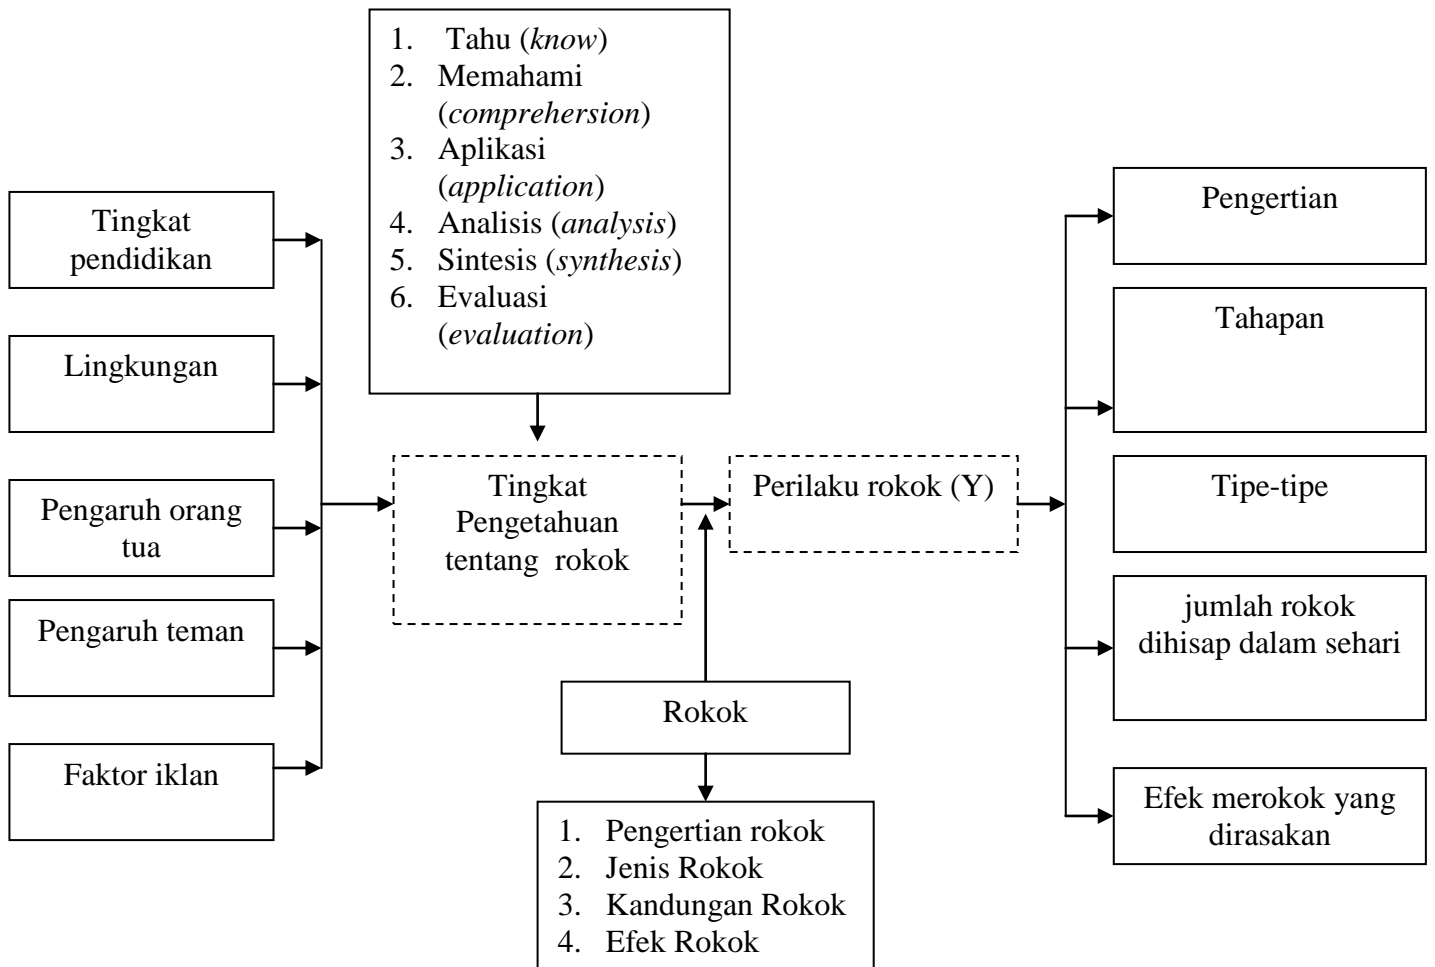 1. Tahu (know)
2. Memahami
(comprehersion)
3. Aplikasi
(application)
4. Analisis (analysis)
5. Sintesis (synthesis)
6. Evaluasi
(evaluation)
Tingkat
pendidikan
Lingkungan
Pengaruh orang
tua
Pengaruh teman
Faktor iklan
Tingkat
Pengetahuan
tentang rokok
Perilaku rokok (Y)
Rokok
1. Pengertian rokok
2. Jenis Rokok
3. Kandungan Rokok
4. Efek Rokok
Pengertian
Tahapan
Tipe-tipe
jumlah rokok
dihisap dalam sehari
Efek merokok yang
dirasakan